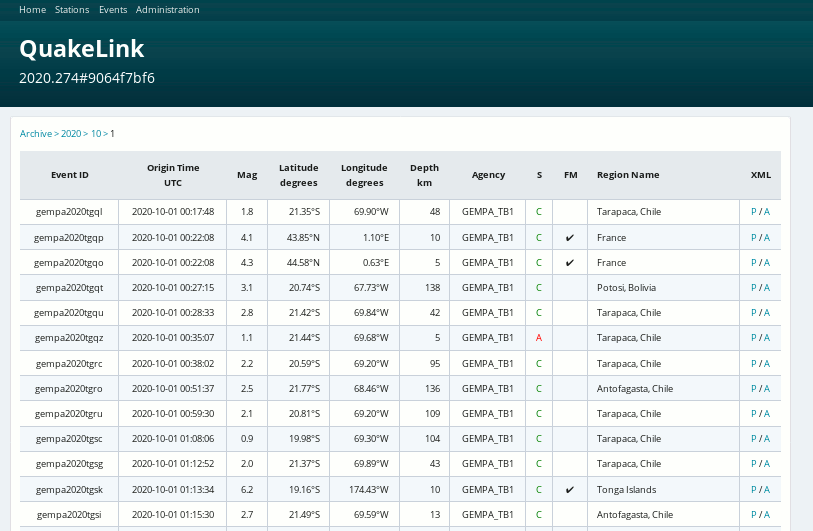 Home Stations Events Administration
QuakeLink
2020.274#9064f7bf6
Archive > 2020 > 10 > 1
Event ID Origin Time UTC Mag Latitude degrees Longitude degrees Depth km Agency S FM Region Name XML
gempa2020tgql 2020-10-01 00:17:48 1.8 21.35°S 69.90°W 48 GEMPA_TB1 C Tarapaca, Chile P / A
gempa2020tgqp 2020-10-01 00:22:08 4.1 43.85°N 1.10°E 10 GEMPA_TB1 C ✔ France P / A
gempa2020tgqo 2020-10-01 00:22:08 4.3 44.58°N 0.63°E 5 GEMPA_TB1 C ✔ France P / A
gempa2020tgqt 2020-10-01 00:27:15 3.1 20.74°S 67.73°W 138 GEMPA_TB1 C Potosi, Bolivia P / A
gempa2020tgqu 2020-10-01 00:28:33 2.8 21.42°S 69.84°W 42 GEMPA_TB1 C Tarapaca, Chile P / A
gempa2020tgqz 2020-10-01 00:35:07 1.1 21.44°S 69.68°W 5 GEMPA_TB1 A Tarapaca, Chile P / A
gempa2020tgrc 2020-10-01 00:38:02 2.2 20.59°S 69.20°W 95 GEMPA_TB1 C Tarapaca, Chile P / A
gempa2020tgro 2020-10-01 00:51:37 2.5 21.77°S 68.46°W 136 GEMPA_TB1 C Antofagasta, Chile P / A
gempa2020tgru 2020-10-01 00:59:30 2.1 20.81°S 69.20°W 109 GEMPA_TB1 C Tarapaca, Chile P / A
gempa2020tgsc 2020-10-01 01:08:06 0.9 19.98°S 69.30°W 104 GEMPA_TB1 C Tarapaca, Chile P / A
gempa2020tgsg 2020-10-01 01:12:52 2.0 21.37°S 69.89°W 43 GEMPA_TB1 C Tarapaca, Chile P / A
gempa2020tgsk 2020-10-01 01:13:34 6.2 19.16°S 174.43°W 10 GEMPA_TB1 C ✔ Tonga Islands P / A
gempa2020tgsi 2020-10-01 01:15:30 2.7 21.49°S 69.59°W 13 GEMPA_TB1 C Antofagasta, Chile P / A